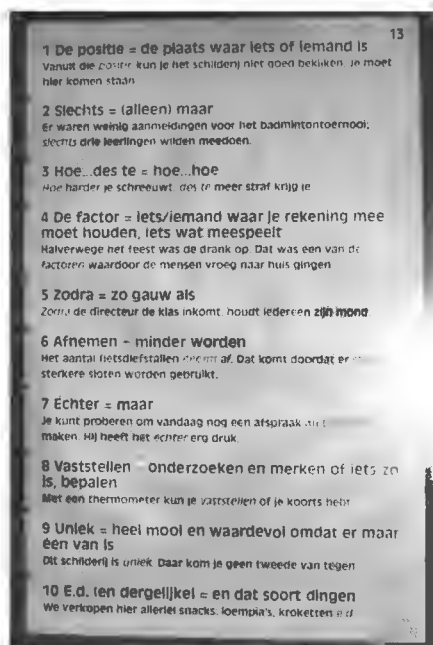 13
1 De positie = de plaats waar iets of iemand is
Vanuit die positie kun je het schilderij niet goed bekijken. Je moet
hier komen staan
2 Slechts = (alleen) maar
Er waren weinig aanmeldingen voor het badmintontoernooi;
slechts drie leerlingen wilden meedoen.
3 Hoe...des te = hoe...hoe
Hoe harder je schreeuwt, des te meer straf krijg je
4 De factor = iets/iemand waar je rekening mee
moet houden, iets wat meespeelt
Halverwege het feest was de drank op. Dat was een van de
factoren waardoor de mensen vroeg naar huis gingen
5 Zodra = zo gauw als
Zodra de directeur de klas inkomt, houdt iedereen zijn mond.
6 Afnemen - minder worden
Het aantal fietsdiefstallen neemt af. Dat komt doordat er
sterkere sloten worden gebruikt.
7 Echter = maar
Je kunt proberen om vandaag nog een afspraak
maken. Hij heeft het echter erg druk.
8 Vaststellen onderzoeken en merken of iets zo
is, bepalen
Met een thermometer kun je vaststellen of je koorts hebt
9 Uniek = heel mooi en waardevol omdat er maar
één van is
Dit schilderij is uniek. Daar kom je geen tweede van tegen
10 E.d. (en dergelijke) = en dat soort dingen
We verkopen hier allerlei snacks: loempia's, kroketten e.d.